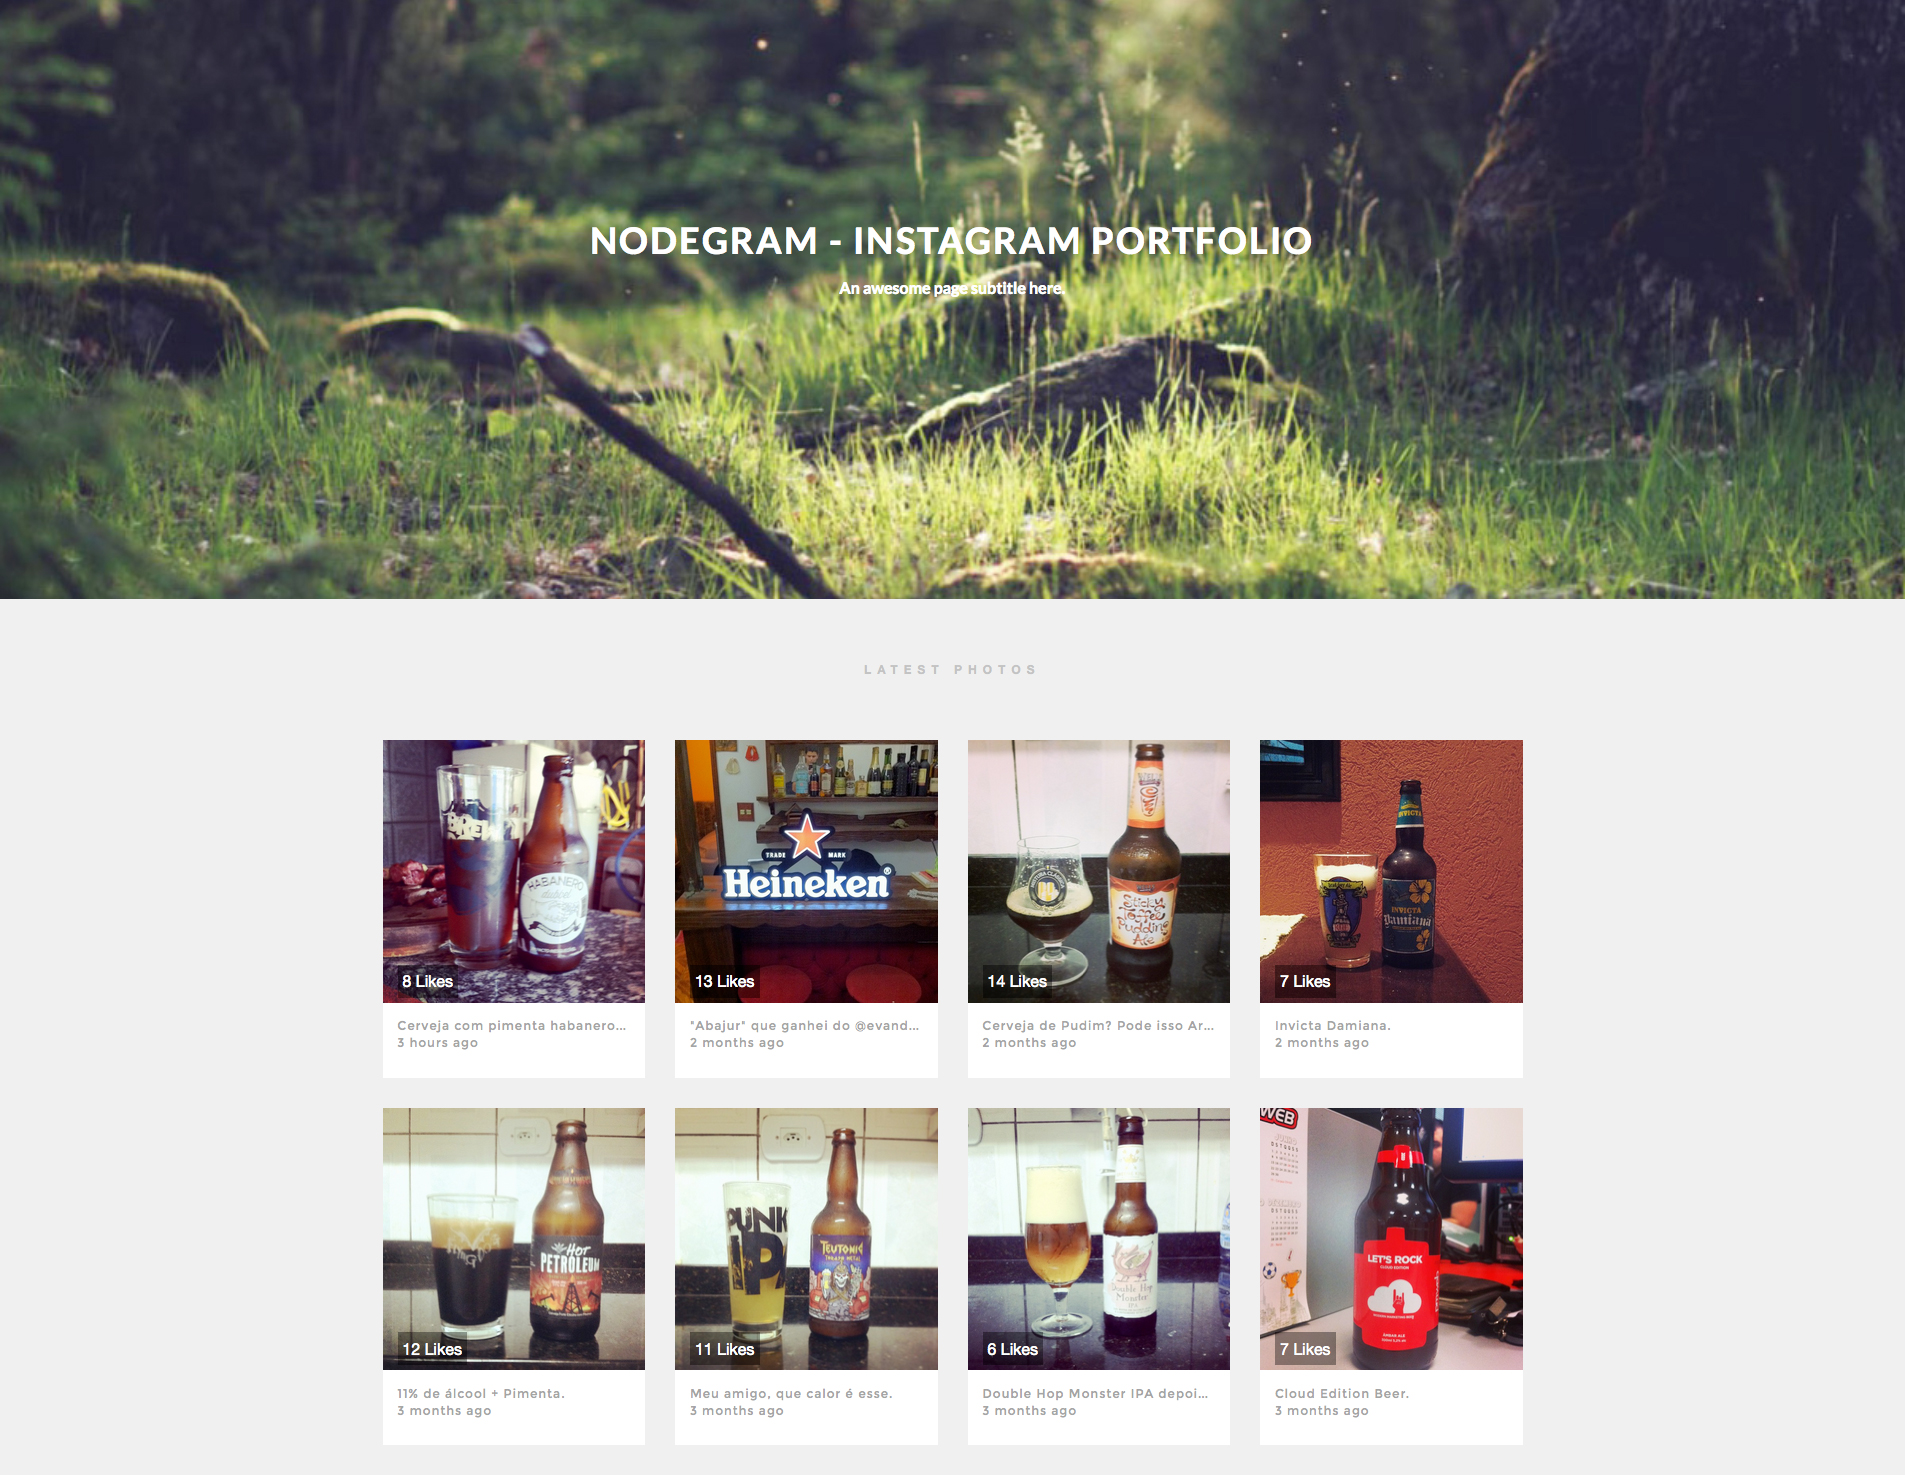 NODEGRAM - INSTAGRAM PORTFOLIO
An awesome page subtitle here.
LATEST PHOTOS
BREW
HABANERO
8 Likes
TRADE MARK
Heineken®
13 Likes
Sticky
Toffee
Pudding
Ale
14 Likes
INVICTA
INVICTA
Damiana
7 Likes
Cerveja com pimenta habanero...
3 hours ago
"Abajur" que ganhei do @evand...
2 months ago
Cerveja de Pudim? Pode isso Ar...
2 months ago
Invicta Damiana.
2 months ago
HOT
PETROLEUM
12 Likes
PUNK
IP
TEUTONIC
11 Likes
Double Hop
Monster
IPA
6 Likes
WEB
LET'S ROCK
CLOUD EDITION
7 Likes
11% de álcool + Pimenta.
3 months ago
Meu amigo, que calor é esse.
3 months ago
Double Hop Monster IPA depoi...
3 months ago
Cloud Edition Beer.
3 months ago